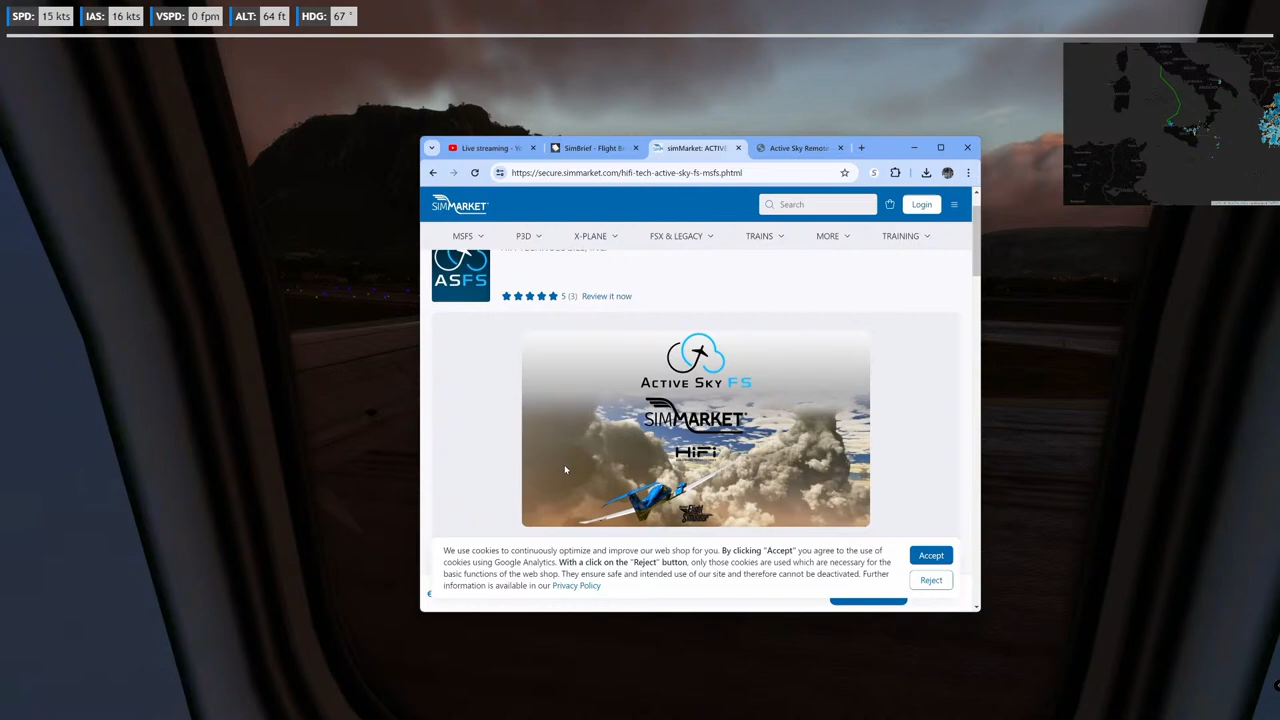 SPD: 15 kts IAS: 16 kts VSPD: 0 fpm ALT: 64 ft HDG: 67 °
Live streaming - Yo
SimBrief - Flight B
simMarket: ACTIVE
Active Sky Remote
https://secure.simmarket.com/hifi-tech-active-sky-fs-msfs.phtml
SIMMARKET
Search
Login
MSFS P3D X-PLANE FSX & LEGACY TRAINS MORE TRAINING
ASFS
5 (3) Review it now
ACTIVE SKY FS
SIMMARKET
HiFi
Flight Simulator
We use cookies to continuously optimize and improve our web shop for you. By clicking "Accept" you agree to the use of
cookies using Google Analytics. With a click on the "Reject" button, only those cookies are used which are necessary for the
basic functions of the web shop. They ensure safe and intended use of our site and therefore cannot be deactivated. Further
information is available in our Privacy Policy
Accept
Reject